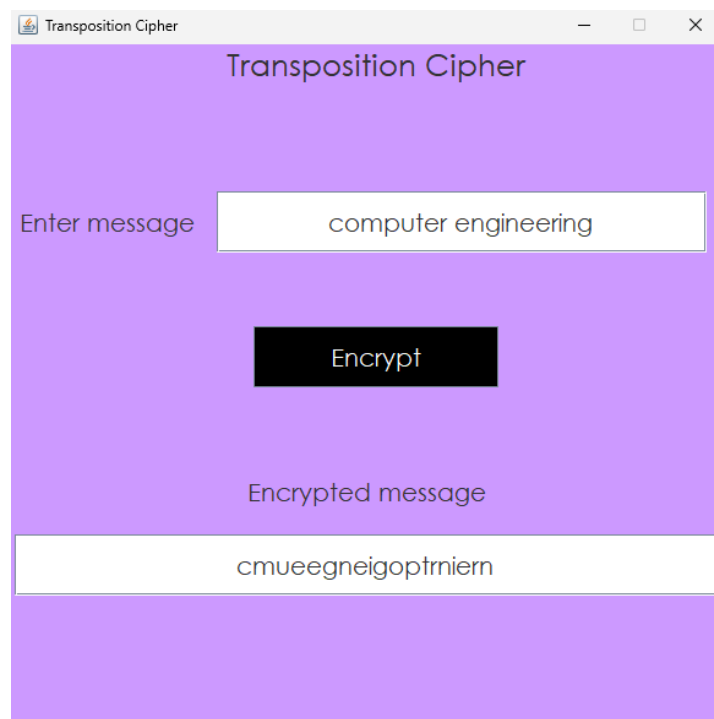 Transposition Cipher
Transposition Cipher
Enter message computer engineering
Encrypt
Encrypted message
cmueegneigoptrniern